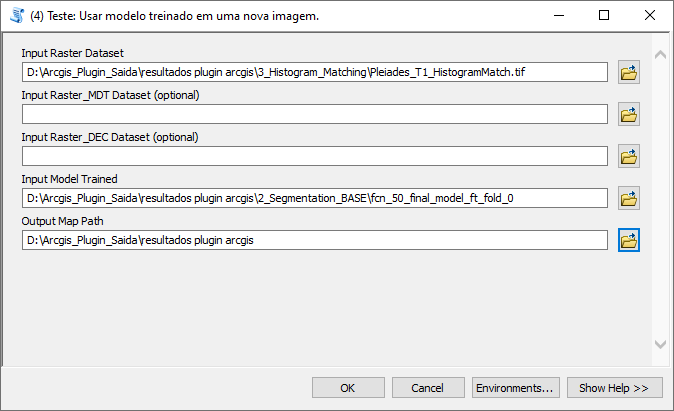 (4) Teste: Usar modelo treinado em uma nova imagem.
Input Raster Dataset
D:\Arcgis_Plugin_Saida\resultados plugin arcgis\3_Histogram_Matching\Pleiades_T1_HistogramMatch.tif
Input Raster_MDT Dataset (optional)
Input Raster_DEC Dataset (optional)
Input Model Trained
D:\Arcgis_Plugin_Saida\resultados plugin arcgis\2_Segmentation_BASE\fcn_50_final_model_ft_fold_0
Output Map Path
D:\Arcgis_Plugin_Saida\resultados plugin arcgis
OK Cancel Environments... Show Help >>